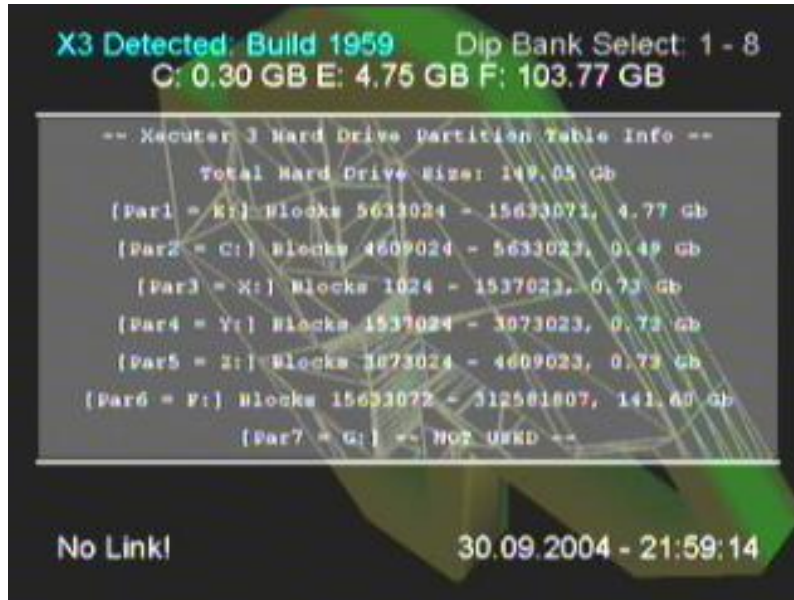 X3 Detected: Build 1959 Dip Bank Select: 1 - 8
C: 0.30 GB E: 4.75 GB F: 103.77 GB
-- Xecuter 3 Hard Drive Partition Table Info --
Total Hard Drive Size: 149.05 Gb
[Par1 = E:] Blocks 5633024 - 15633071, 4.77 Gb
[Par2 = C:] Blocks 4609024 - 5633023, 0.49 Gb
[Par3 = X:] Blocks 1024 - 1537023, 0.73 Gb
[Par4 = Y:] Blocks 1537024 - 3073023, 0.73 Gb
[Par5 = Z:] Blocks 3073024 - 4609023, 0.73 Gb
[Par6 = F:] Blocks 15633072 - 312581807, 141.60 Gb
[Par7 = G:] -- NOT USED --
No Link!
30.09.2004 - 21:59:14